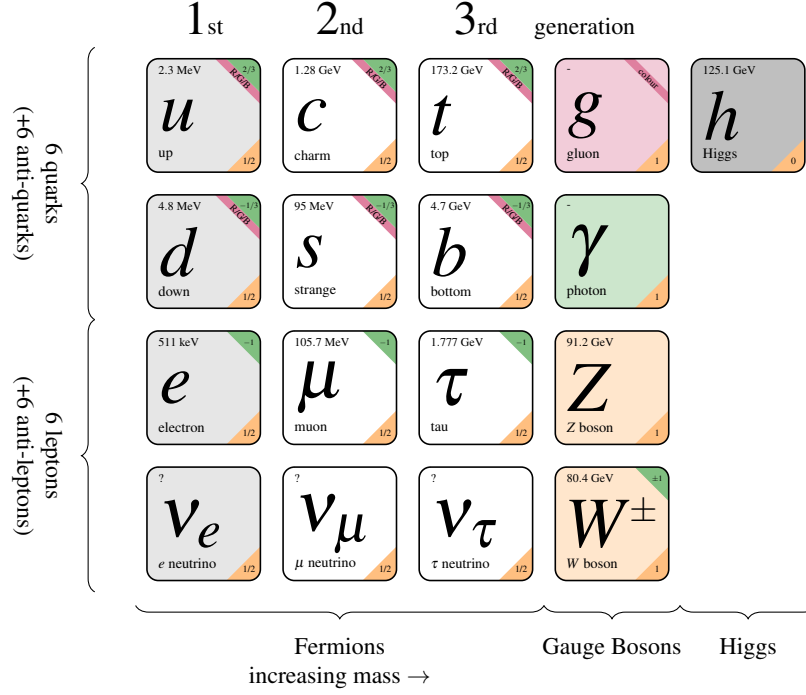 1st 2nd 3rd generation
2.3 MeV 2/3 R/G/B
u
up 1/2
1.28 GeV 2/3 R/G/B
c
charm 1/2
173.2 GeV 2/3 R/G/B
t
top 1/2
- colour
g
gluon 1
125.1 GeV
h
Higgs 0
6 quarks
(+6 anti-quarks)
4.8 MeV −1/3 R/G/B
d
down 1/2
95 MeV −1/3 R/G/B
s
strange 1/2
4.7 GeV −1/3 R/G/B
b
bottom 1/2
-
γ
photon 1
511 keV −1
e
electron 1/2
105.7 MeV −1
μ
muon 1/2
1.777 GeV −1
τ
tau 1/2
91.2 GeV
Z
Z boson 1
6 leptons
(+6 anti-leptons)
?
νe
e neutrino 1/2
?
νμ
μ neutrino 1/2
?
ντ
τ neutrino 1/2
80.4 GeV ±1
W±
W boson 1
Fermions Gauge Bosons Higgs
increasing mass →